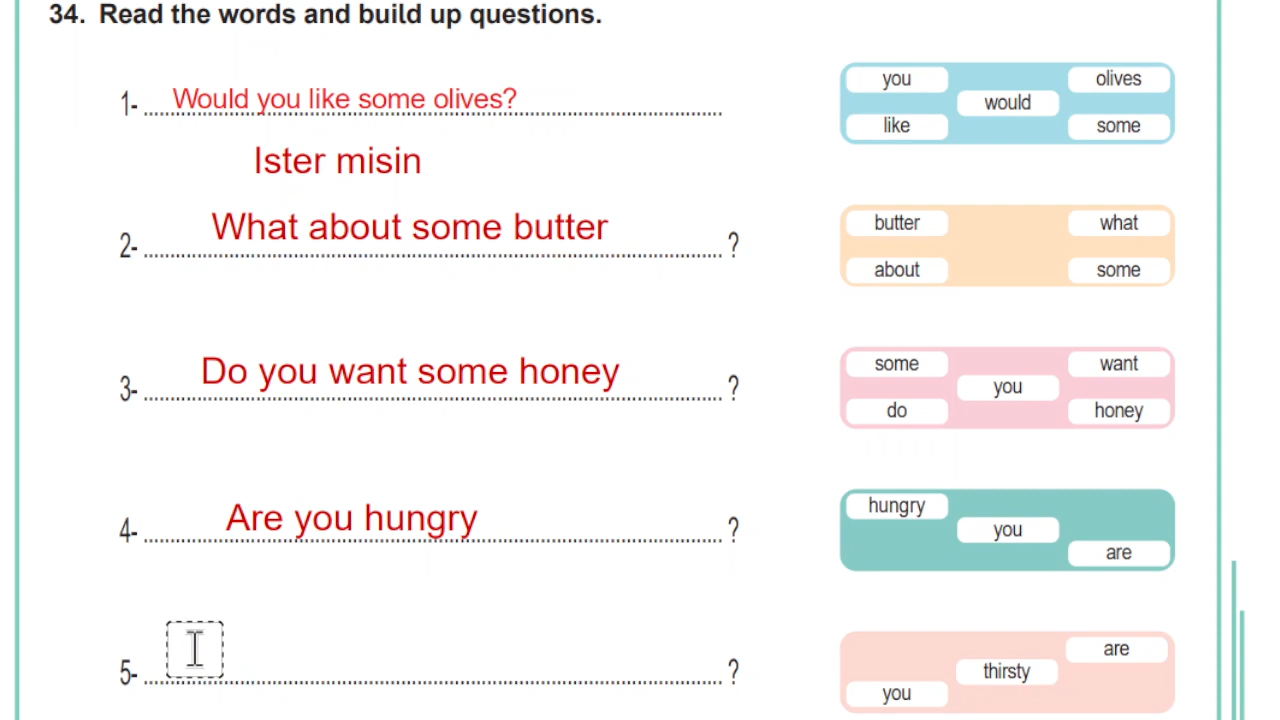 34. Read the words and build up questions.
1- Would you like some olives?
you
olives
would
like
some
Ister misin
2- What about some butter ?
butter
what
about
some
3- Do you want some honey ?
some
want
you
do
honey
4- Are you hungry ?
hungry
you
are
5- ?
are
thirsty
you